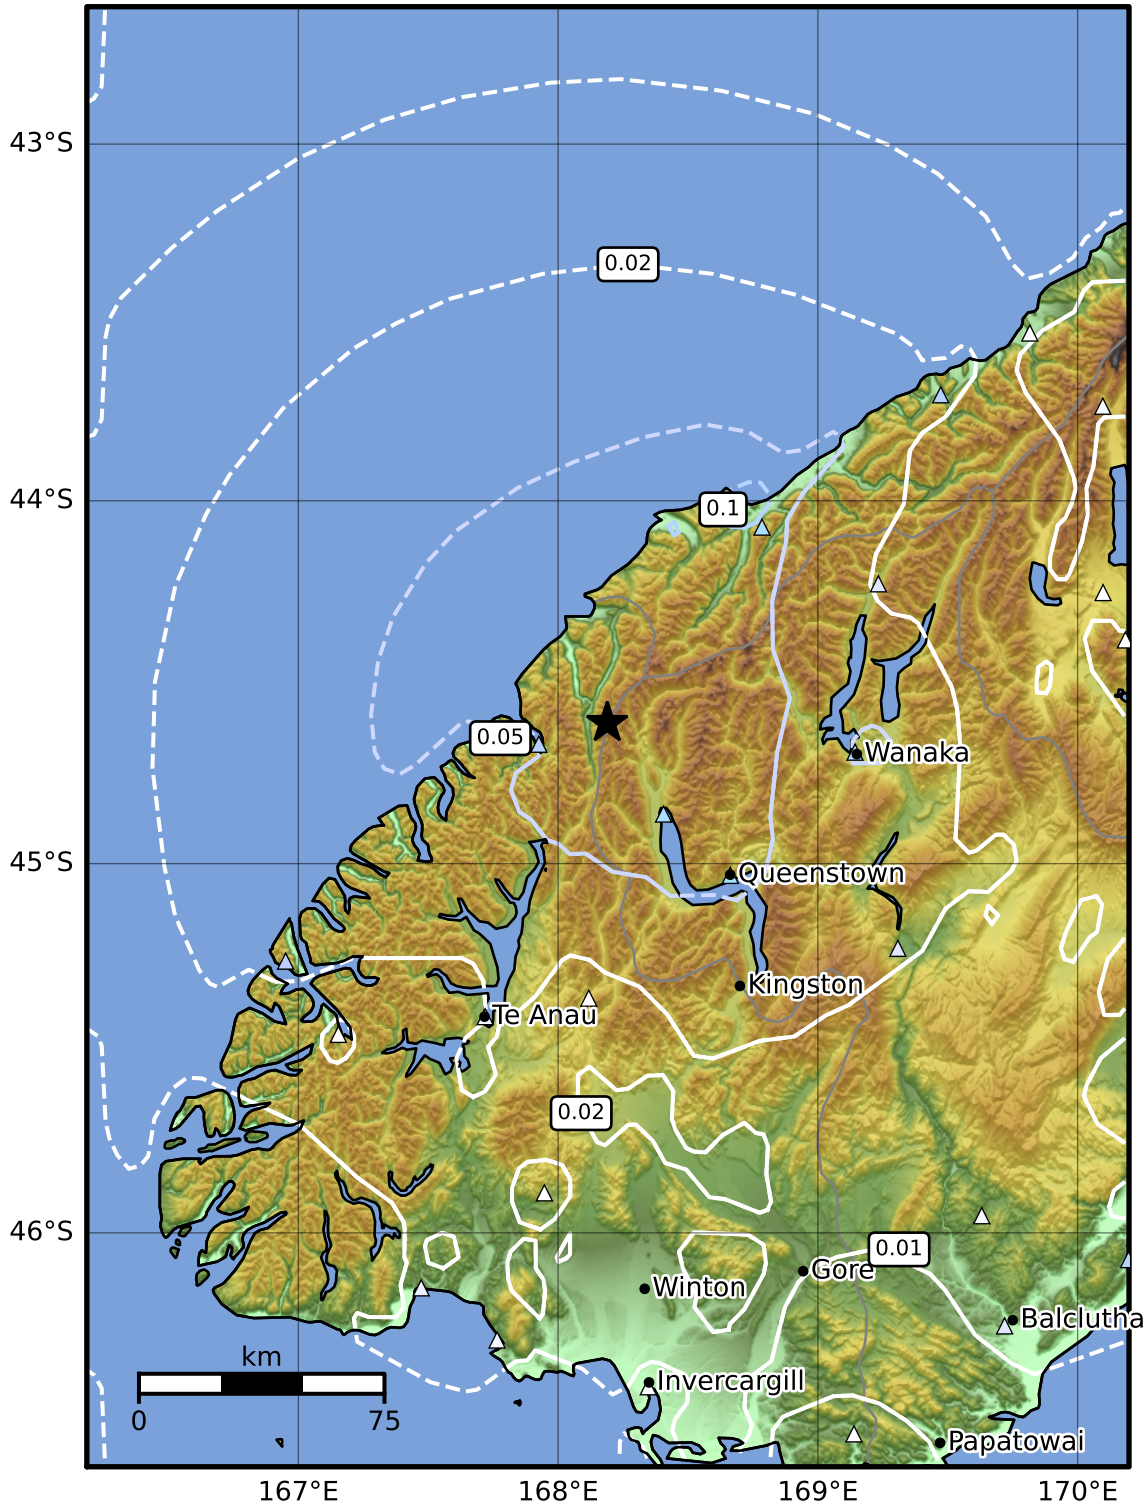 43°S
0.02
44°S
0.1
0.05
Wanaka
45°S
Queenstown
Kingston
Te Anau
0.02
46°S
0.01
Gore
Winton
Balclutha
km
Invercargill
0
75
Papatowai
167°E
168°E
169°E
170°E